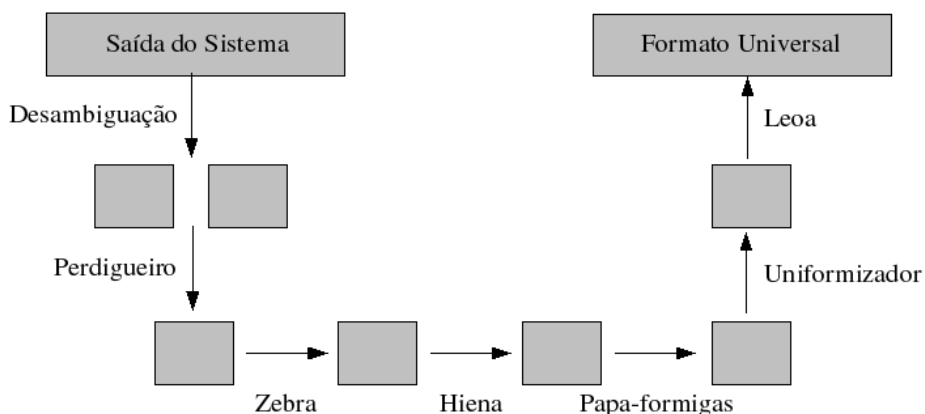 Saída do Sistema
Formato Universal
Desambiguação
Leoa
Perdigueiro
Uniformizador
Zebra
Hiena
Papa-formigas